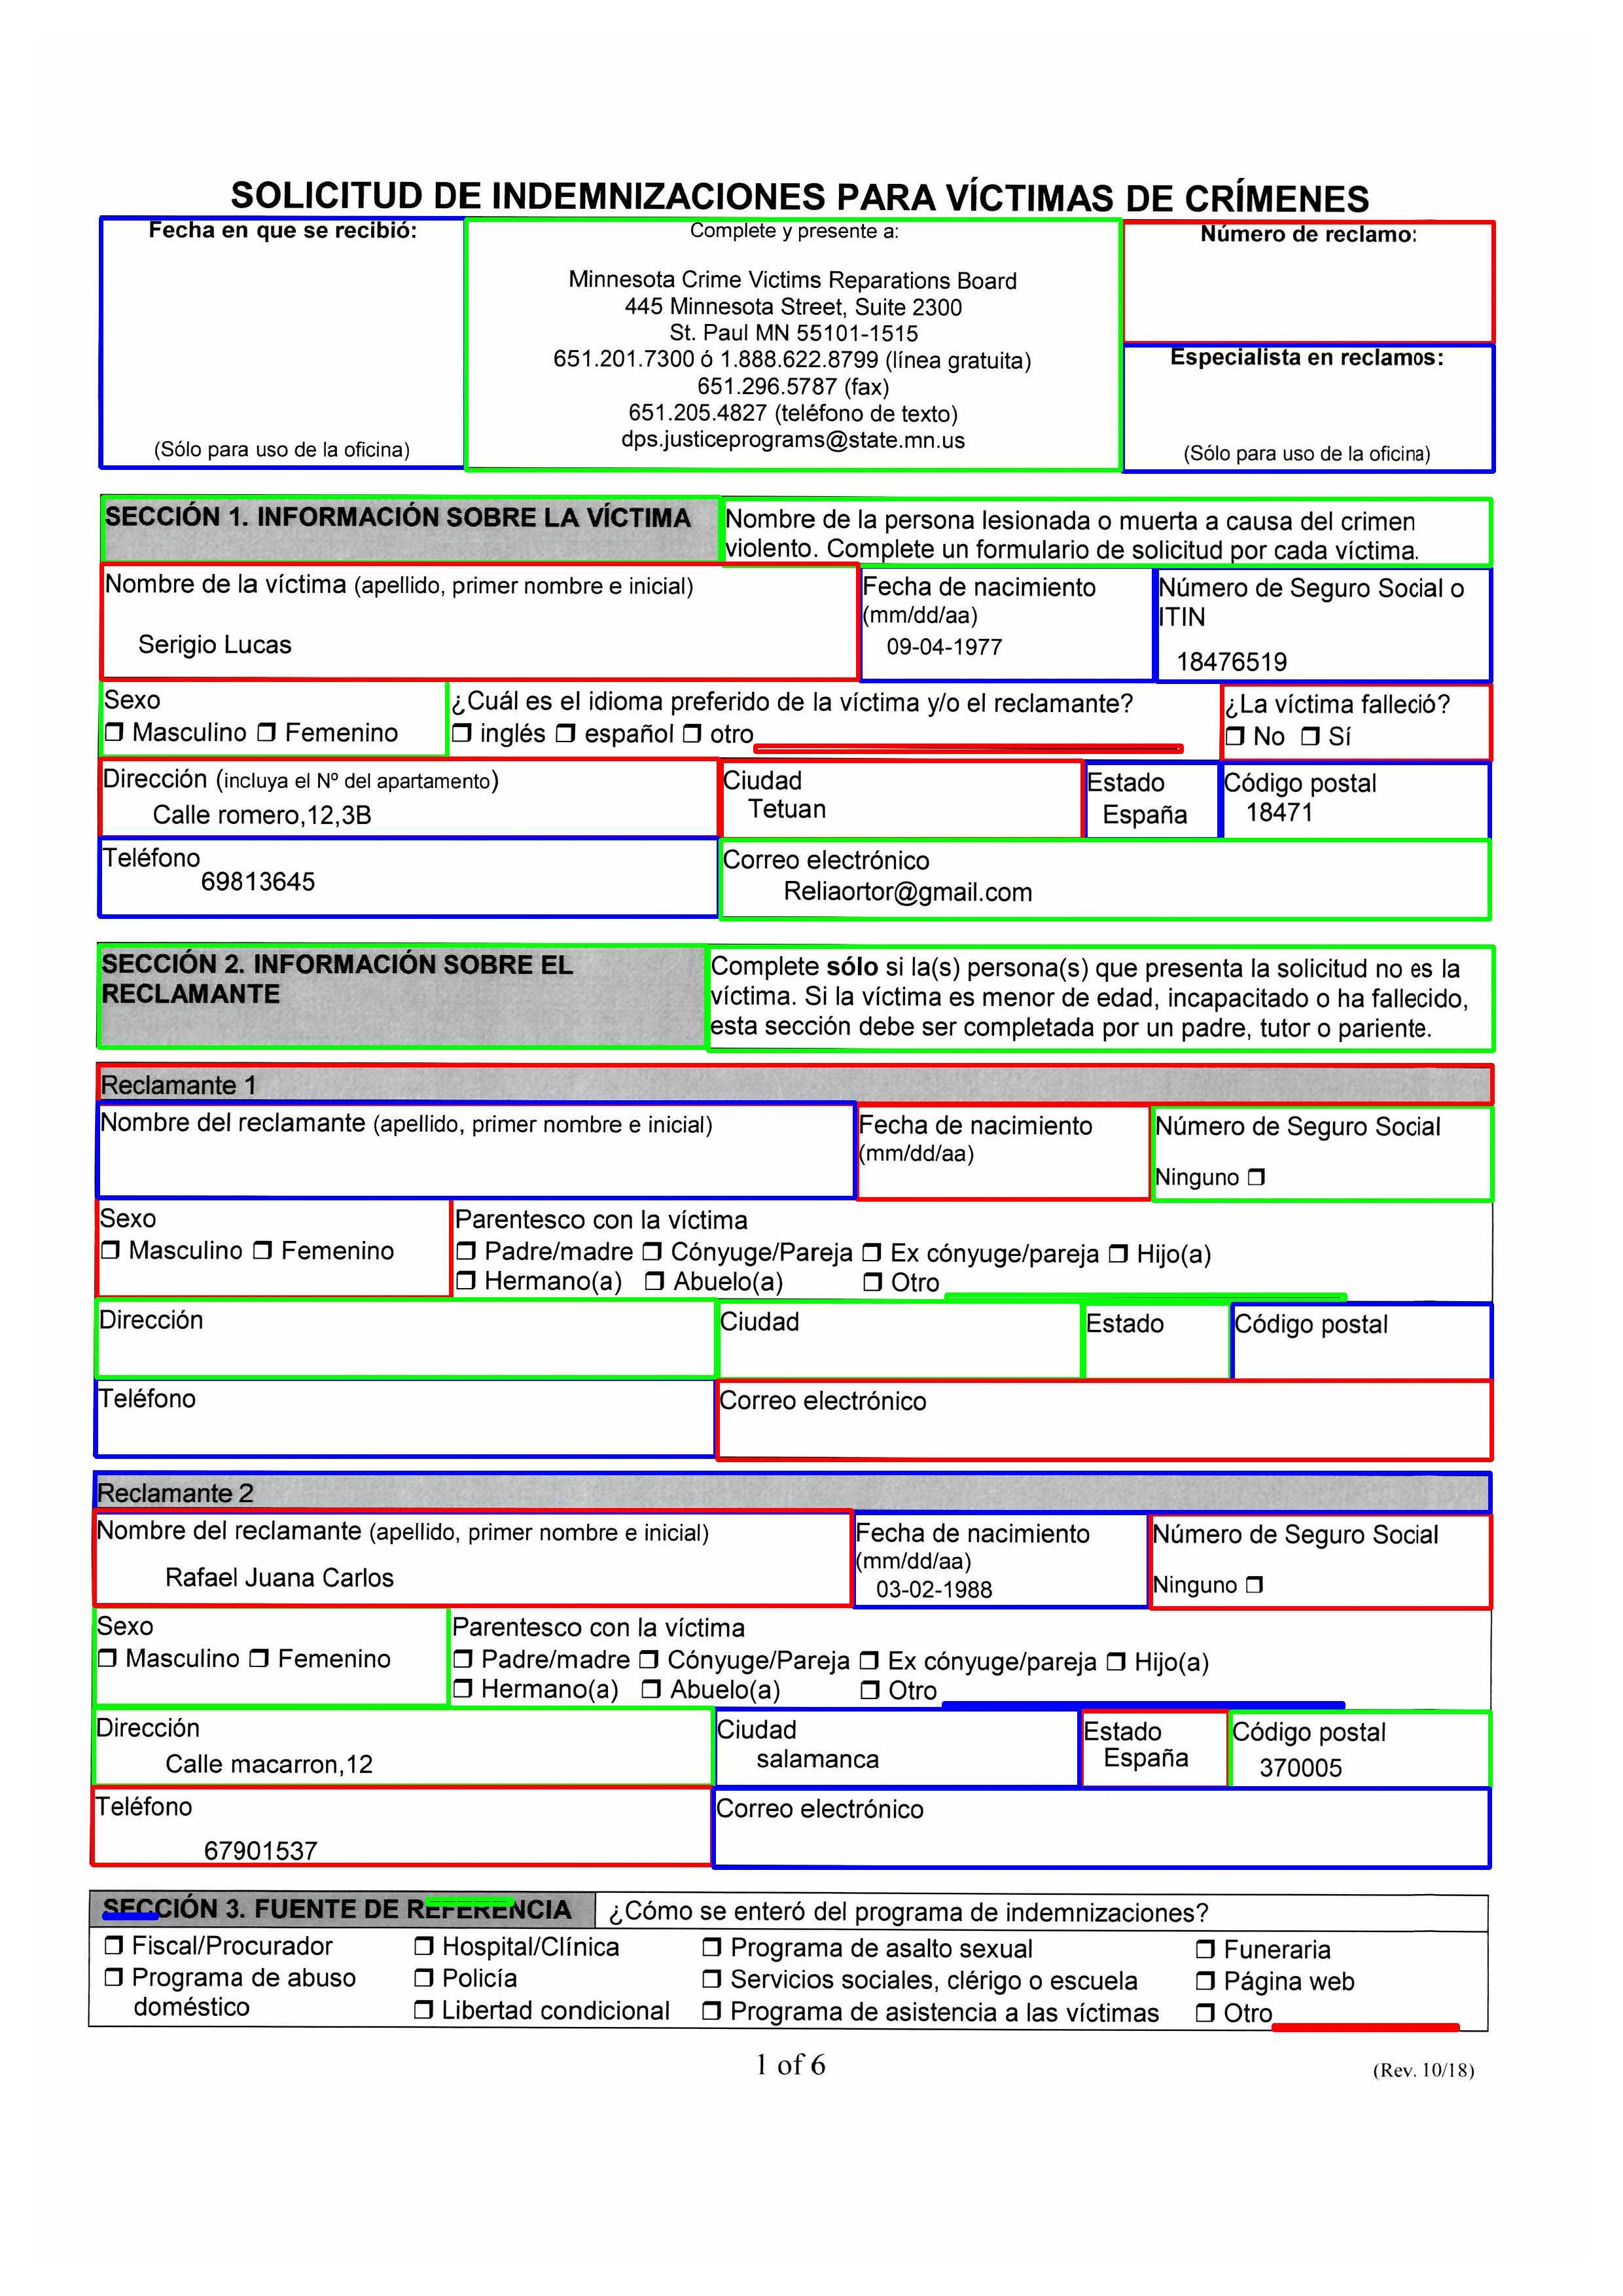 SOLICITUD DE INDEMNIZACIONES PARA VÍCTIMAS DE CRÍMENES
Fecha en que se recibió:
(Sólo para uso de la oficina)
Complete y presente a:
Minnesota Crime Victims Reparations Board
445 Minnesota Street, Suite 2300
St. Paul MN 55101-1515
651.201.7300 ó 1.888.622.8799 (línea gratuita)
651.296.5787 (fax)
651.205.4827 (teléfono de texto)
dps.justiceprograms@state.mn.us
Número de reclamo:
Especialista en reclamos:
(Sólo para uso de la oficina)
SECCIÓN 1. INFORMACIÓN SOBRE LA VÍCTIMA
Nombre de la persona lesionada o muerta a causa del crimen
violento. Complete un formulario de solicitud por cada víctima.
Nombre de la víctima (apellido, primer nombre e inicial)
Serigio Lucas
Fecha de nacimiento
(mm/dd/aa)
09-04-1977
Número de Seguro Social o
ITIN
18476519
Sexo
❒ Masculino ❒ Femenino
¿Cuál es el idioma preferido de la víctima y/o el reclamante?
❒ inglés ❒ español ❒ otro
¿La víctima falleció?
❒ No ❒ Sí
Dirección (incluya el Nº del apartamento)
Calle romero,12,3B
Ciudad
Tetuan
Estado
España
Código postal
18471
Teléfono
69813645
Correo electrónico
Reliaortor@gmail.com
SECCIÓN 2. INFORMACIÓN SOBRE EL
RECLAMANTE
Complete sólo si la(s) persona(s) que presenta la solicitud no es la
víctima. Si la víctima es menor de edad, incapacitado o ha fallecido,
esta sección debe ser completada por un padre, tutor o pariente.
Reclamante 1
Nombre del reclamante (apellido, primer nombre e inicial)
Fecha de nacimiento
(mm/dd/aa)
Número de Seguro Social
Ninguno ❒
Sexo
❒ Masculino ❒ Femenino
Parentesco con la víctima
❒ Padre/madre ❒ Cónyuge/Pareja ❒ Ex cónyuge/pareja ❒ Hijo(a)
❒ Hermano(a) ❒ Abuelo(a) ❒ Otro
Dirección
Ciudad
Estado
Código postal
Teléfono
Correo electrónico
Reclamante 2
Nombre del reclamante (apellido, primer nombre e inicial)
Rafael Juana Carlos
Fecha de nacimiento
(mm/dd/aa)
03-02-1988
Número de Seguro Social
Ninguno ❒
Sexo
❒ Masculino ❒ Femenino
Parentesco con la víctima
❒ Padre/madre ❒ Cónyuge/Pareja ❒ Ex cónyuge/pareja ❒ Hijo(a)
❒ Hermano(a) ❒ Abuelo(a) ❒ Otro
Dirección
Calle macarron,12
Ciudad
salamanca
Estado
España
Código postal
370005
Teléfono
67901537
Correo electrónico
SECCIÓN 3. FUENTE DE REFERENCIA
¿Cómo se enteró del programa de indemnizaciones?
❒ Fiscal/Procurador ❒ Hospital/Clínica ❒ Programa de asalto sexual ❒ Funeraria
❒ Programa de abuso ❒ Policía ❒ Servicios sociales, clérigo o escuela ❒ Página web
doméstico ❒ Libertad condicional ❒ Programa de asistencia a las víctimas ❒ Otro
1 of 6
(Rev. 10/18)